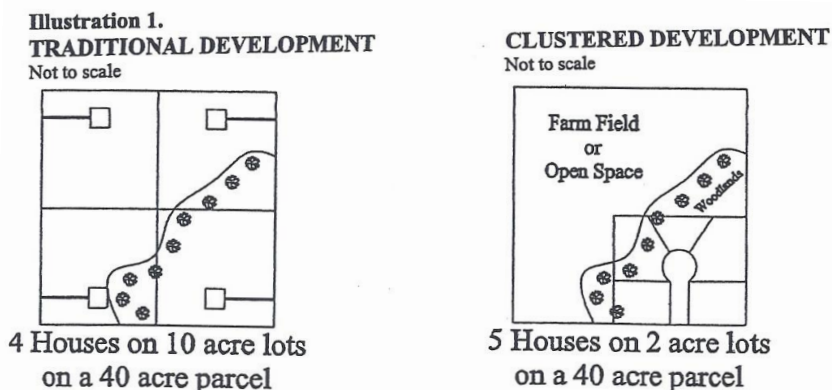 Illustration 1.
TRADITIONAL DEVELOPMENT
Not to scale
4 Houses on 10 acre lots
on a 40 acre parcel
CLUSTERED DEVELOPMENT
Not to scale
Farm Field
or
Open Space
Woodlands
5 Houses on 2 acre lots
on a 40 acre parcel